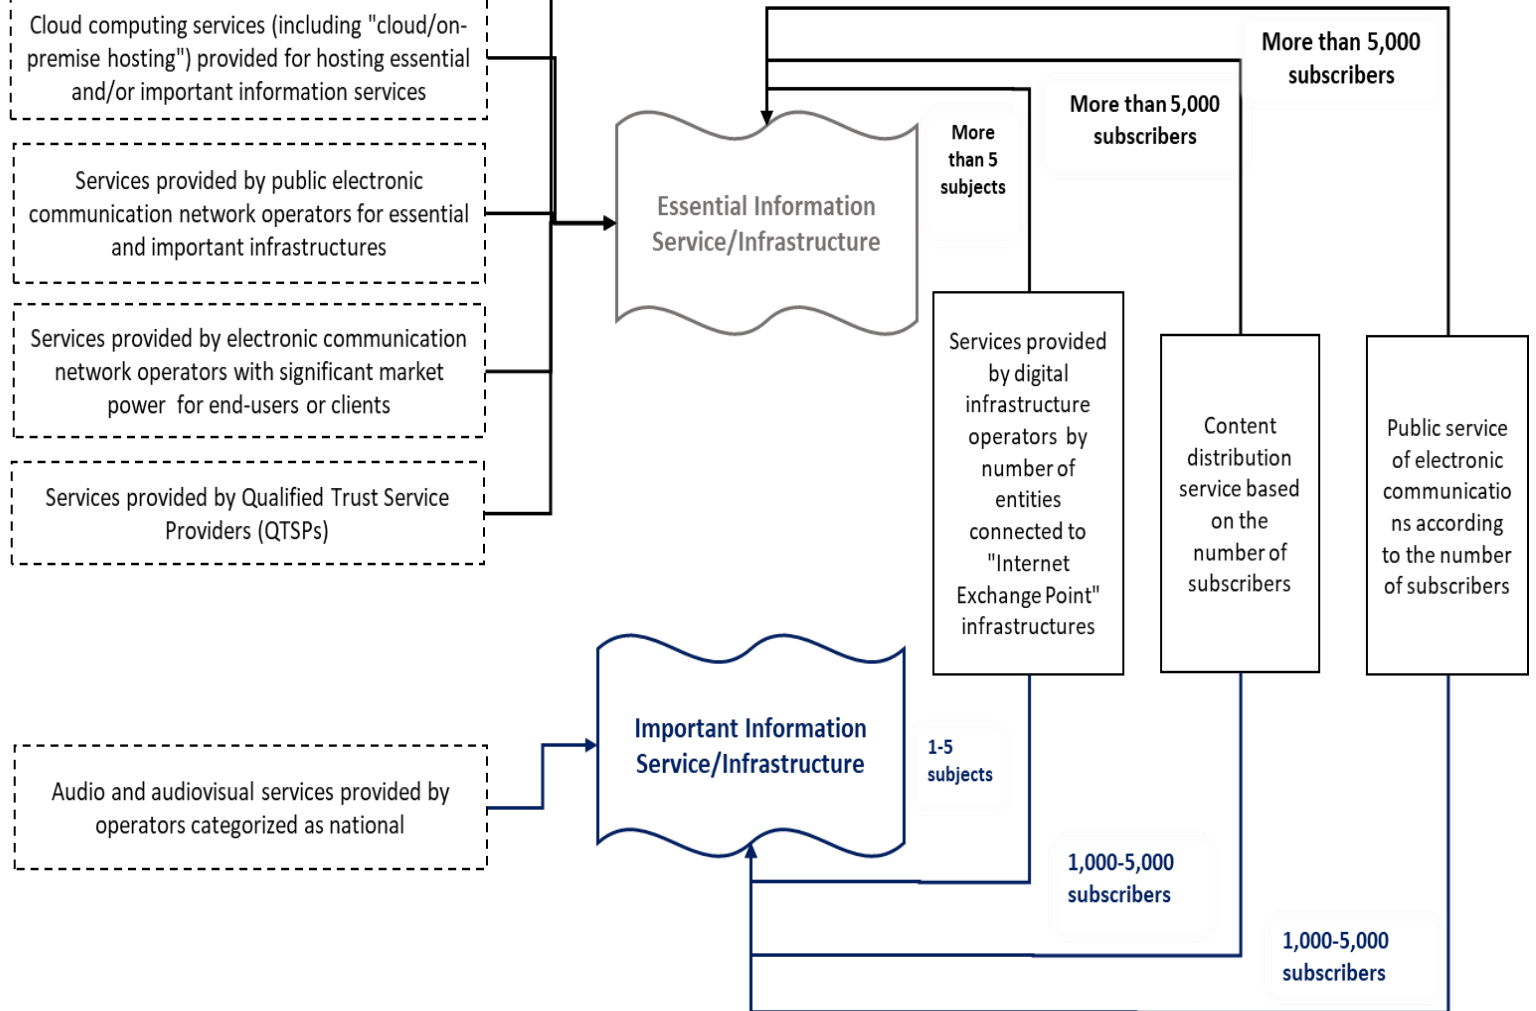 Cloud computing services (including "cloud/on-
premise hosting") provided for hosting essential
and/or important information services
Services provided by public electronic
communication network operators for essential
and important infrastructures
Services provided by electronic communication
network operators with significant market
power for end-users or clients
Services provided by Qualified Trust Service
Providers (QTSPs)
Audio and audiovisual services provided by
operators categorized as national
Essential Information
Service/Infrastructure
Important Information
Service/Infrastructure
More
than 5
subjects
More than 5,000
subscribers
More than 5,000
subscribers
Services provided
by digital
infrastructure
operators by
number of
entities
connected to
"Internet
Exchange Point"
infrastructures
Content
distribution
service based
on the
number of
subscribers
Public service
of electronic
communicatio
ns according
to the number
of subscribers
1-5
subjects
1,000-5,000
subscribers
1,000-5,000
subscribers